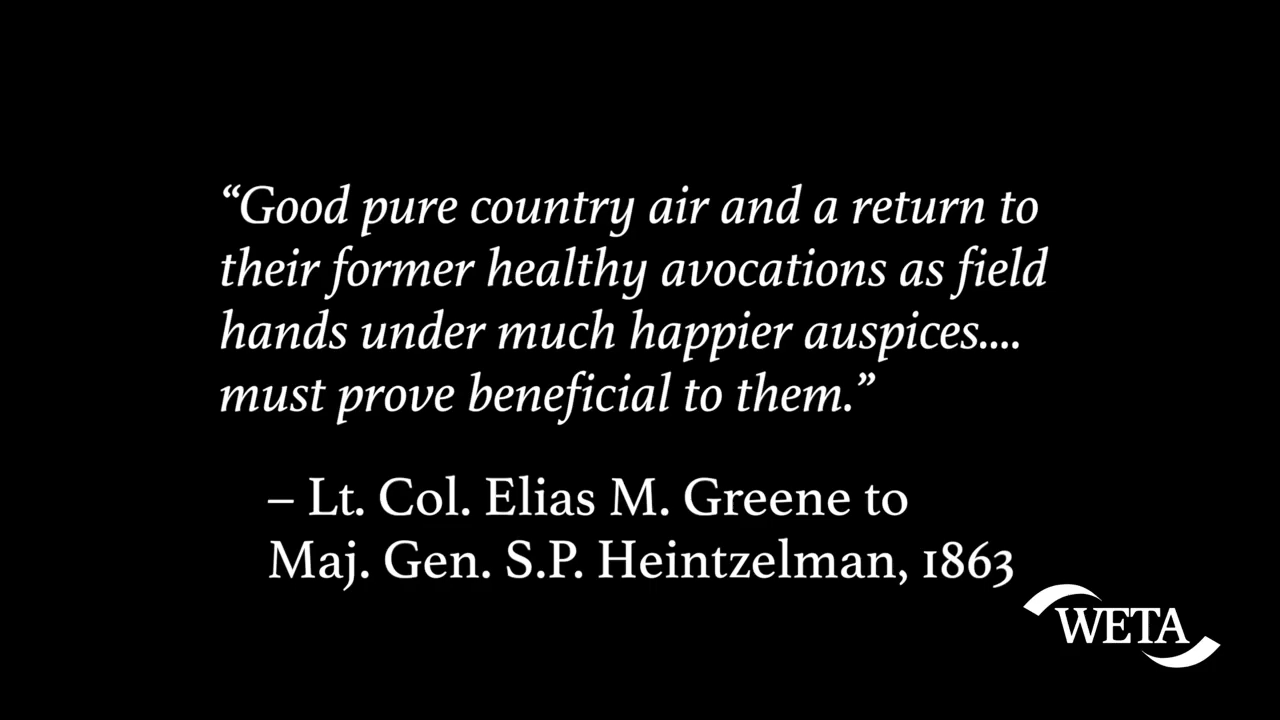 “Good pure country air and a return to
their former healthy avocations as field
hands under much happier auspices....
must prove beneficial to them.”
– Lt. Col. Elias M. Greene to
Maj. Gen. S.P. Heintzelman, 1863
WETA